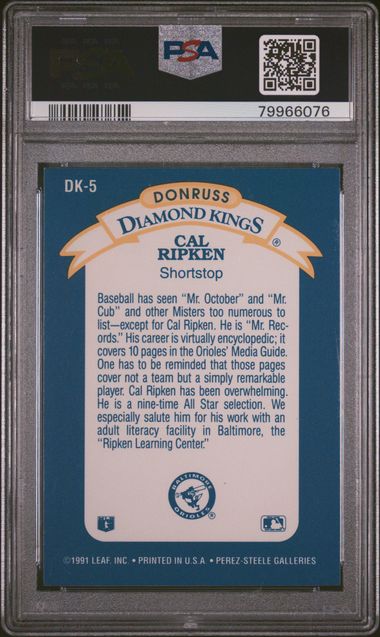 PSA
79966076
DK-5
DONRUSS
DIAMOND KINGS
®
CAL
RIPKEN
Shortstop
Baseball has seen "Mr. October" and "Mr.
Cub" and other Misters too numerous to
list—except for Cal Ripken. He is "Mr. Rec-
ords." His career is virtually encyclopedic; it
covers 10 pages in the Orioles' Media Guide.
One has to be reminded that those pages
cover not a team but a simply remarkable
player. Cal Ripken has been overwhelming.
He is a nine-time All Star selection. We
especially salute him for his work with an
adult literacy facility in Baltimore, the
"Ripken Learning Center."
BALTIMORE
ORIOLES
®
©1991 LEAF, INC. • PRINTED IN U.S.A. • PEREZ-STEELE GALLERIES
PSA